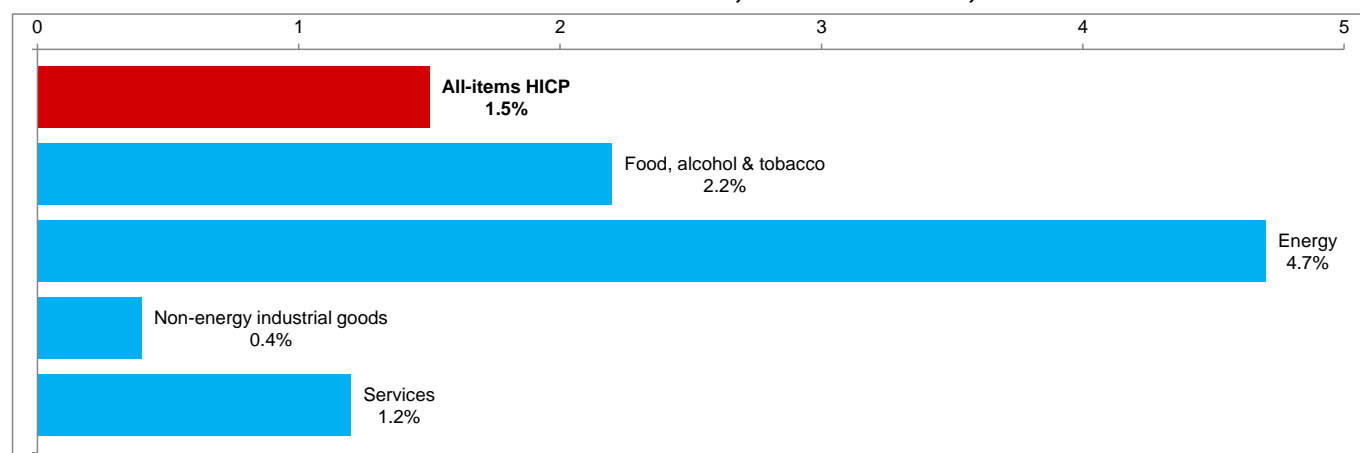 0 1 2 3 4 5
All-items HICP
1.5%
Food, alcohol & tobacco
2.2%
Energy
4.7%
Non-energy industrial goods
0.4%
Services
1.2%